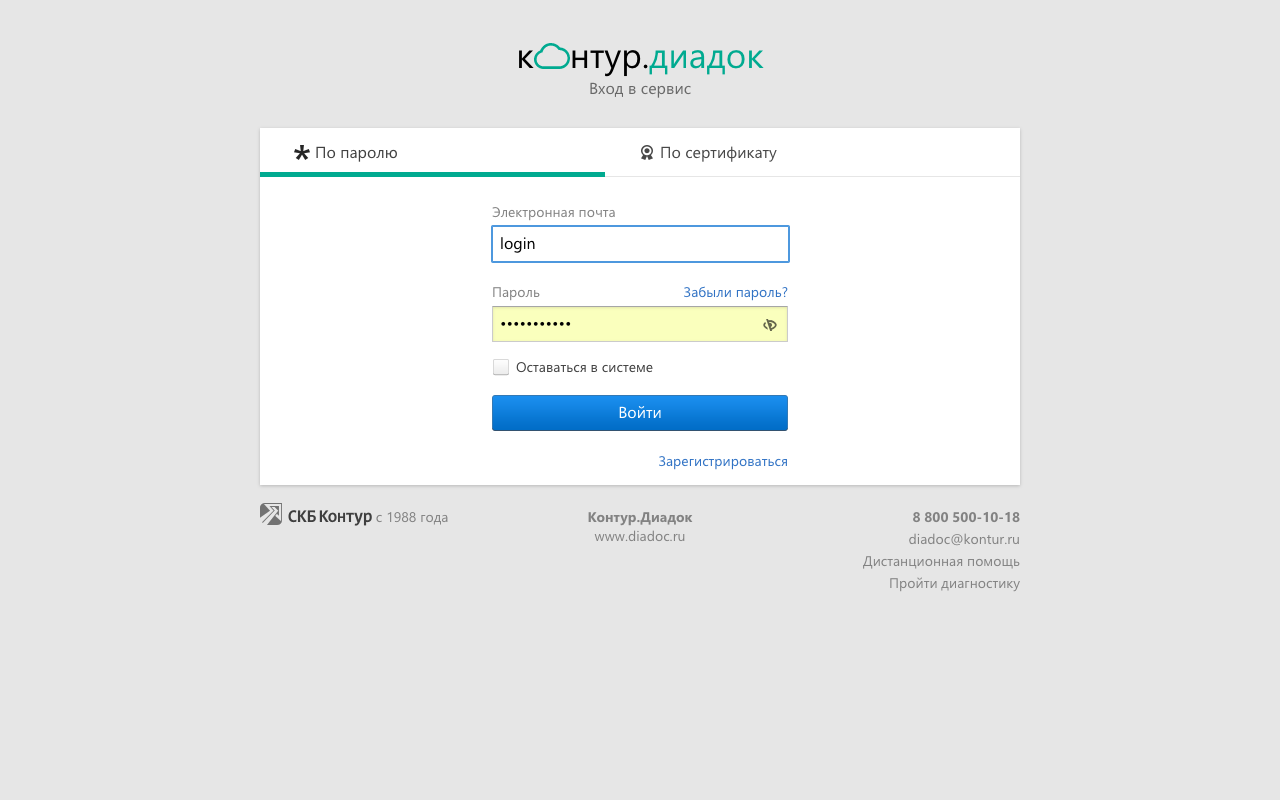 контур.диадок
Вход в сервис
По паролю
По сертификату
Электронная почта
login
Пароль
Забыли пароль?
•••••••••••
Оставаться в системе
Войти
Зарегистрироваться
СКБ Контур с 1988 года
Контур.Диадок
www.diadoc.ru
8 800 500-10-18
diadoc@kontur.ru
Дистанционная помощь
Пройти диагностику